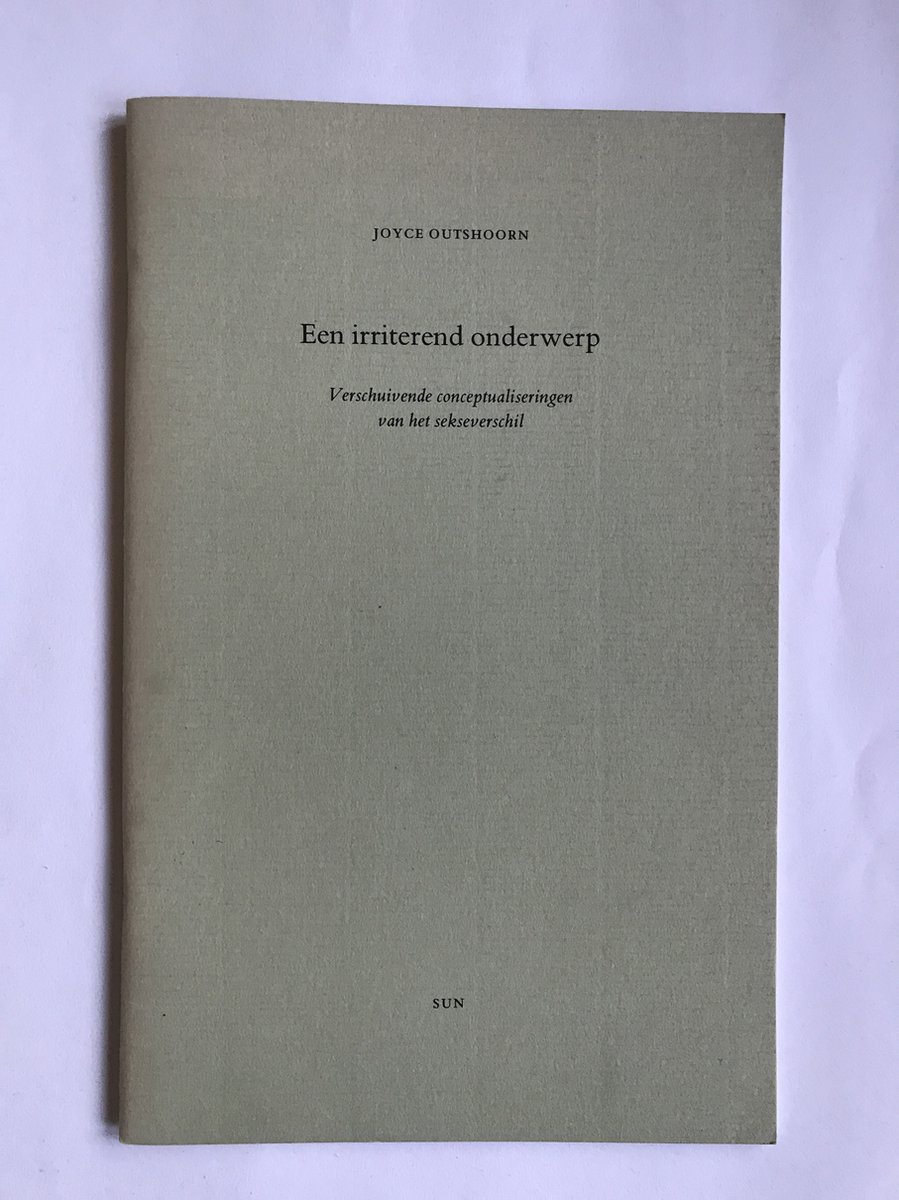 JOYCE OUTSHOORN
Een irriterend onderwerp
Verschuivende conceptualiseringen
van het sekseverschil
SUN